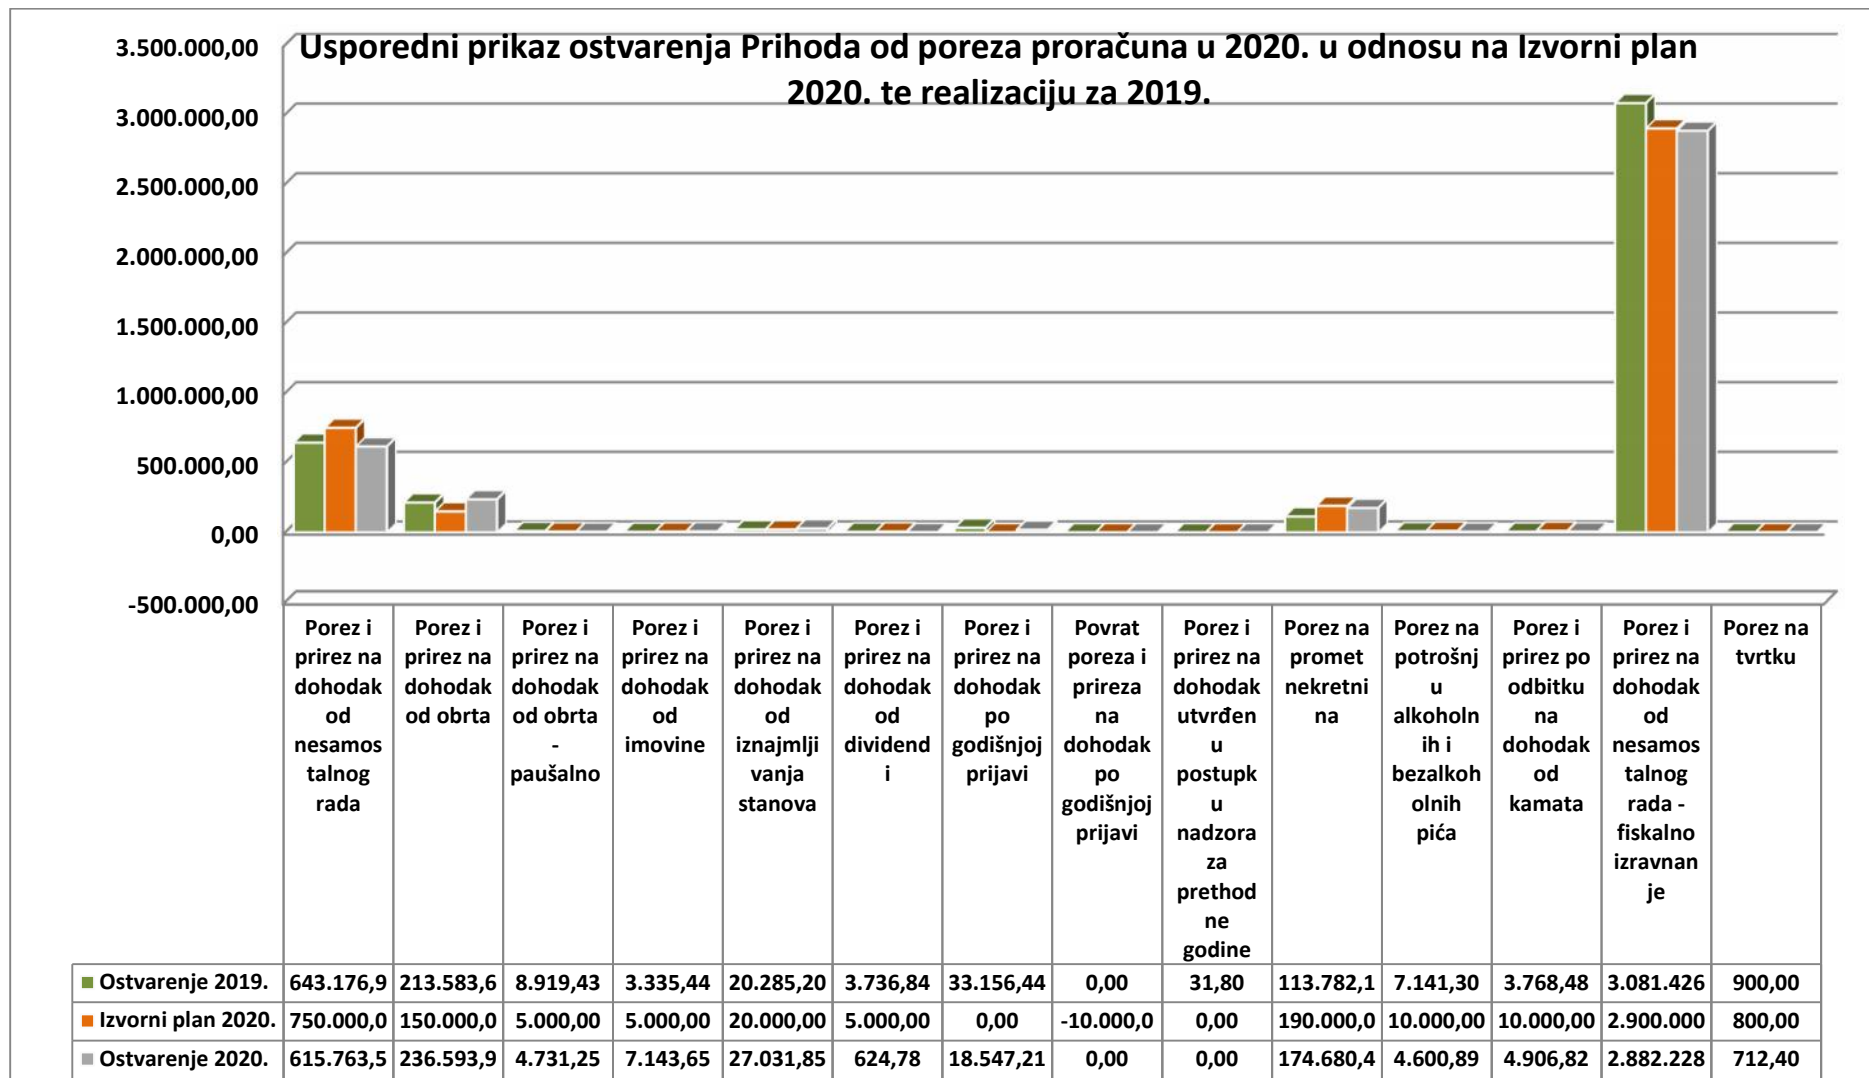 Usporedni prikaz ostvarenja Prihoda od poreza proračuna u 2020. u odnosu na Izvorni plan
2020. te realizaciju za 2019.
3.500.000,00
3.000.000,00
2.500.000,00
2.000.000,00
1.500.000,00
1.000.000,00
500.000,00
0,00
-500.000,00
Porez i
prirez na
dohodak
od
nesamos
talnog
rada
Porez i
prirez na
dohodak
od obrta
Porez i
prirez na
dohodak
od obrta
-
paušalno
Porez i
prirez na
dohodak
od
imovine
Porez i
prirez na
dohodak
od
iznajmlji
vanja
stanova
Porez i
prirez na
dohodak
od
dividend
i
Porez i
prirez na
dohodak
po
godišnjoj
prijavi
Povrat
poreza i
prireza
na
dohodak
po
godišnjoj
prijavi
Porez i
prirez na
dohodak
utvrđen
u
postupk
u
nadzora
za
prethod
ne
godine
Porez na
promet
nekretni
na
Porez na
potrošnj
u
alkoholn
ih i
bezalkoh
olnih
pića
Porez i
prirez po
odbitku
na
dohodak
od
kamata
Porez i
prirez na
dohodak
od
nesamos
talnog
rada -
fiskalno
izravnan
je
Porez na
tvrtku
Ostvarenje 2019. 643.176,9 213.583,6 8.919,43 3.335,44 20.285,20 3.736,84 33.156,44 0,00 31,80 113.782,1 7.141,30 3.768,48 3.081.426 900,00
Izvorni plan 2020. 750.000,0 150.000,0 5.000,00 5.000,00 20.000,00 5.000,00 0,00 -10.000,0 0,00 190.000,0 10.000,00 10.000,00 2.900.000 800,00
Ostvarenje 2020. 615.763,5 236.593,9 4.731,25 7.143,65 27.031,85 624,78 18.547,21 0,00 0,00 174.680,4 4.600,89 4.906,82 2.882.228 712,40